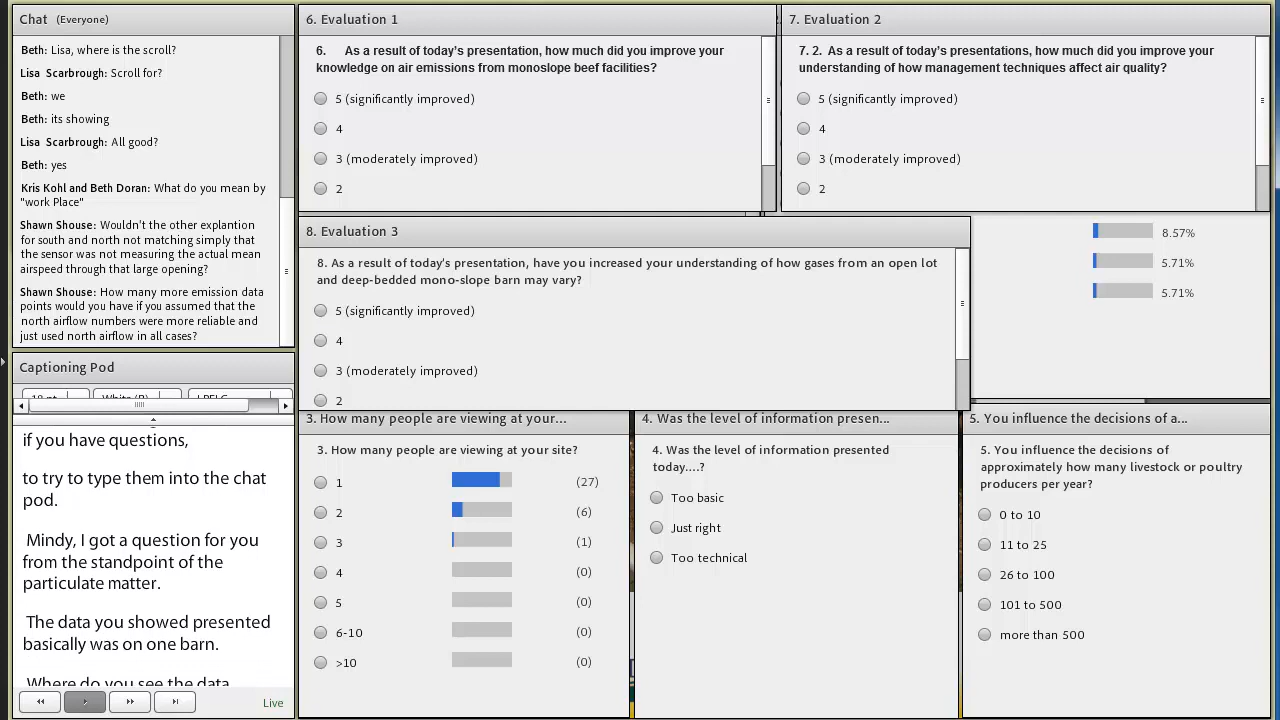 Chat (Everyone)
Beth: Lisa, where is the scroll?
Lisa Scarbrough: Scroll for?
Beth: we
Beth: its showing
Lisa Scarbrough: All good?
Beth: yes
Kris Kohl and Beth Doran: What do you mean by
"work Place"
Shawn Shouse: Wouldn't the other explantion
for south and north not matching simply that
the sensor was not measuring the actual mean
airspeed through that large opening?
Shawn Shouse: How many more emission data
points would you have if you assumed that the
north airflow numbers were more reliable and
just used north airflow in all cases?
Captioning Pod
18 pt
White (B)
LPELC
if you have questions,
to try to type them into the chat
pod.
Mindy, I got a question for you
from the standpoint of the
particulate matter.
The data you showed presented
basically was on one barn.
Where do you see the data
Live
6. Evaluation 1
6. As a result of today's presentation, how much did you improve your
knowledge on air emissions from monoslope beef facilities?
5 (significantly improved)
4
3 (moderately improved)
2
7. Evaluation 2
7. 2. As a result of today's presentations, how much did you improve your
understanding of how management techniques affect air quality?
5 (significantly improved)
4
3 (moderately improved)
2
8. Evaluation 3
8. As a result of today's presentation, have you increased your understanding of how gases from an open lot
and deep-bedded mono-slope barn may vary?
5 (significantly improved)
4
3 (moderately improved)
2
8.57%
5.71%
5.71%
3. How many people are viewing at your...
3. How many people are viewing at your site?
1 (27)
2 (6)
3 (1)
4 (0)
5 (0)
6-10 (0)
>10 (0)
4. Was the level of information presen...
4. Was the level of information presented
today....?
Too basic
Just right
Too technical
5. You influence the decisions of a...
5. You influence the decisions of
approximately how many livestock or poultry
producers per year?
0 to 10
11 to 25
26 to 100
101 to 500
more than 500